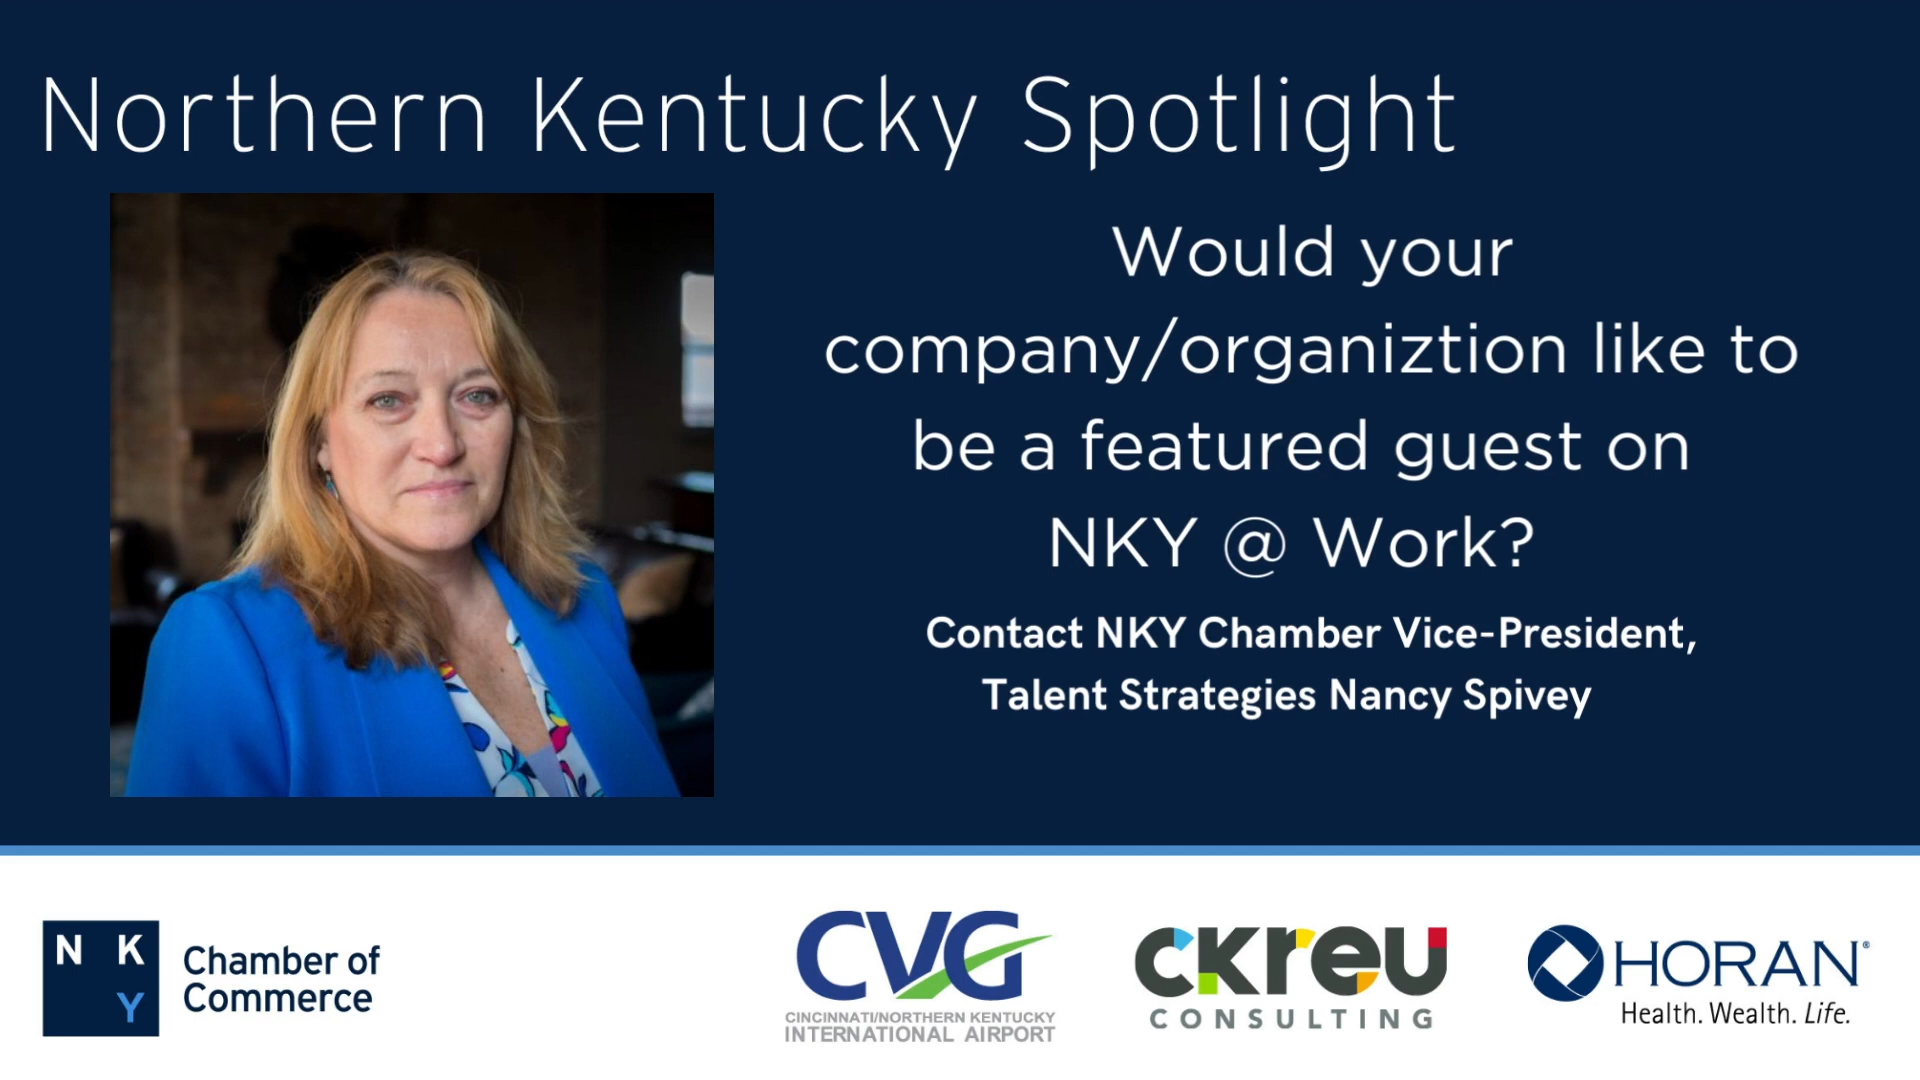 Northern Kentucky Spotlight
Would your
company/organiztion like to
be a featured guest on
NKY @ Work?
Contact NKY Chamber Vice-President,
Talent Strategies Nancy Spivey
N K
Y
Chamber of
Commerce
CVG
CINCINNATI/NORTHERN KENTUCKY
INTERNATIONAL AIRPORT
CKreU
CONSULTING
HORAN®
Health. Wealth. Life.